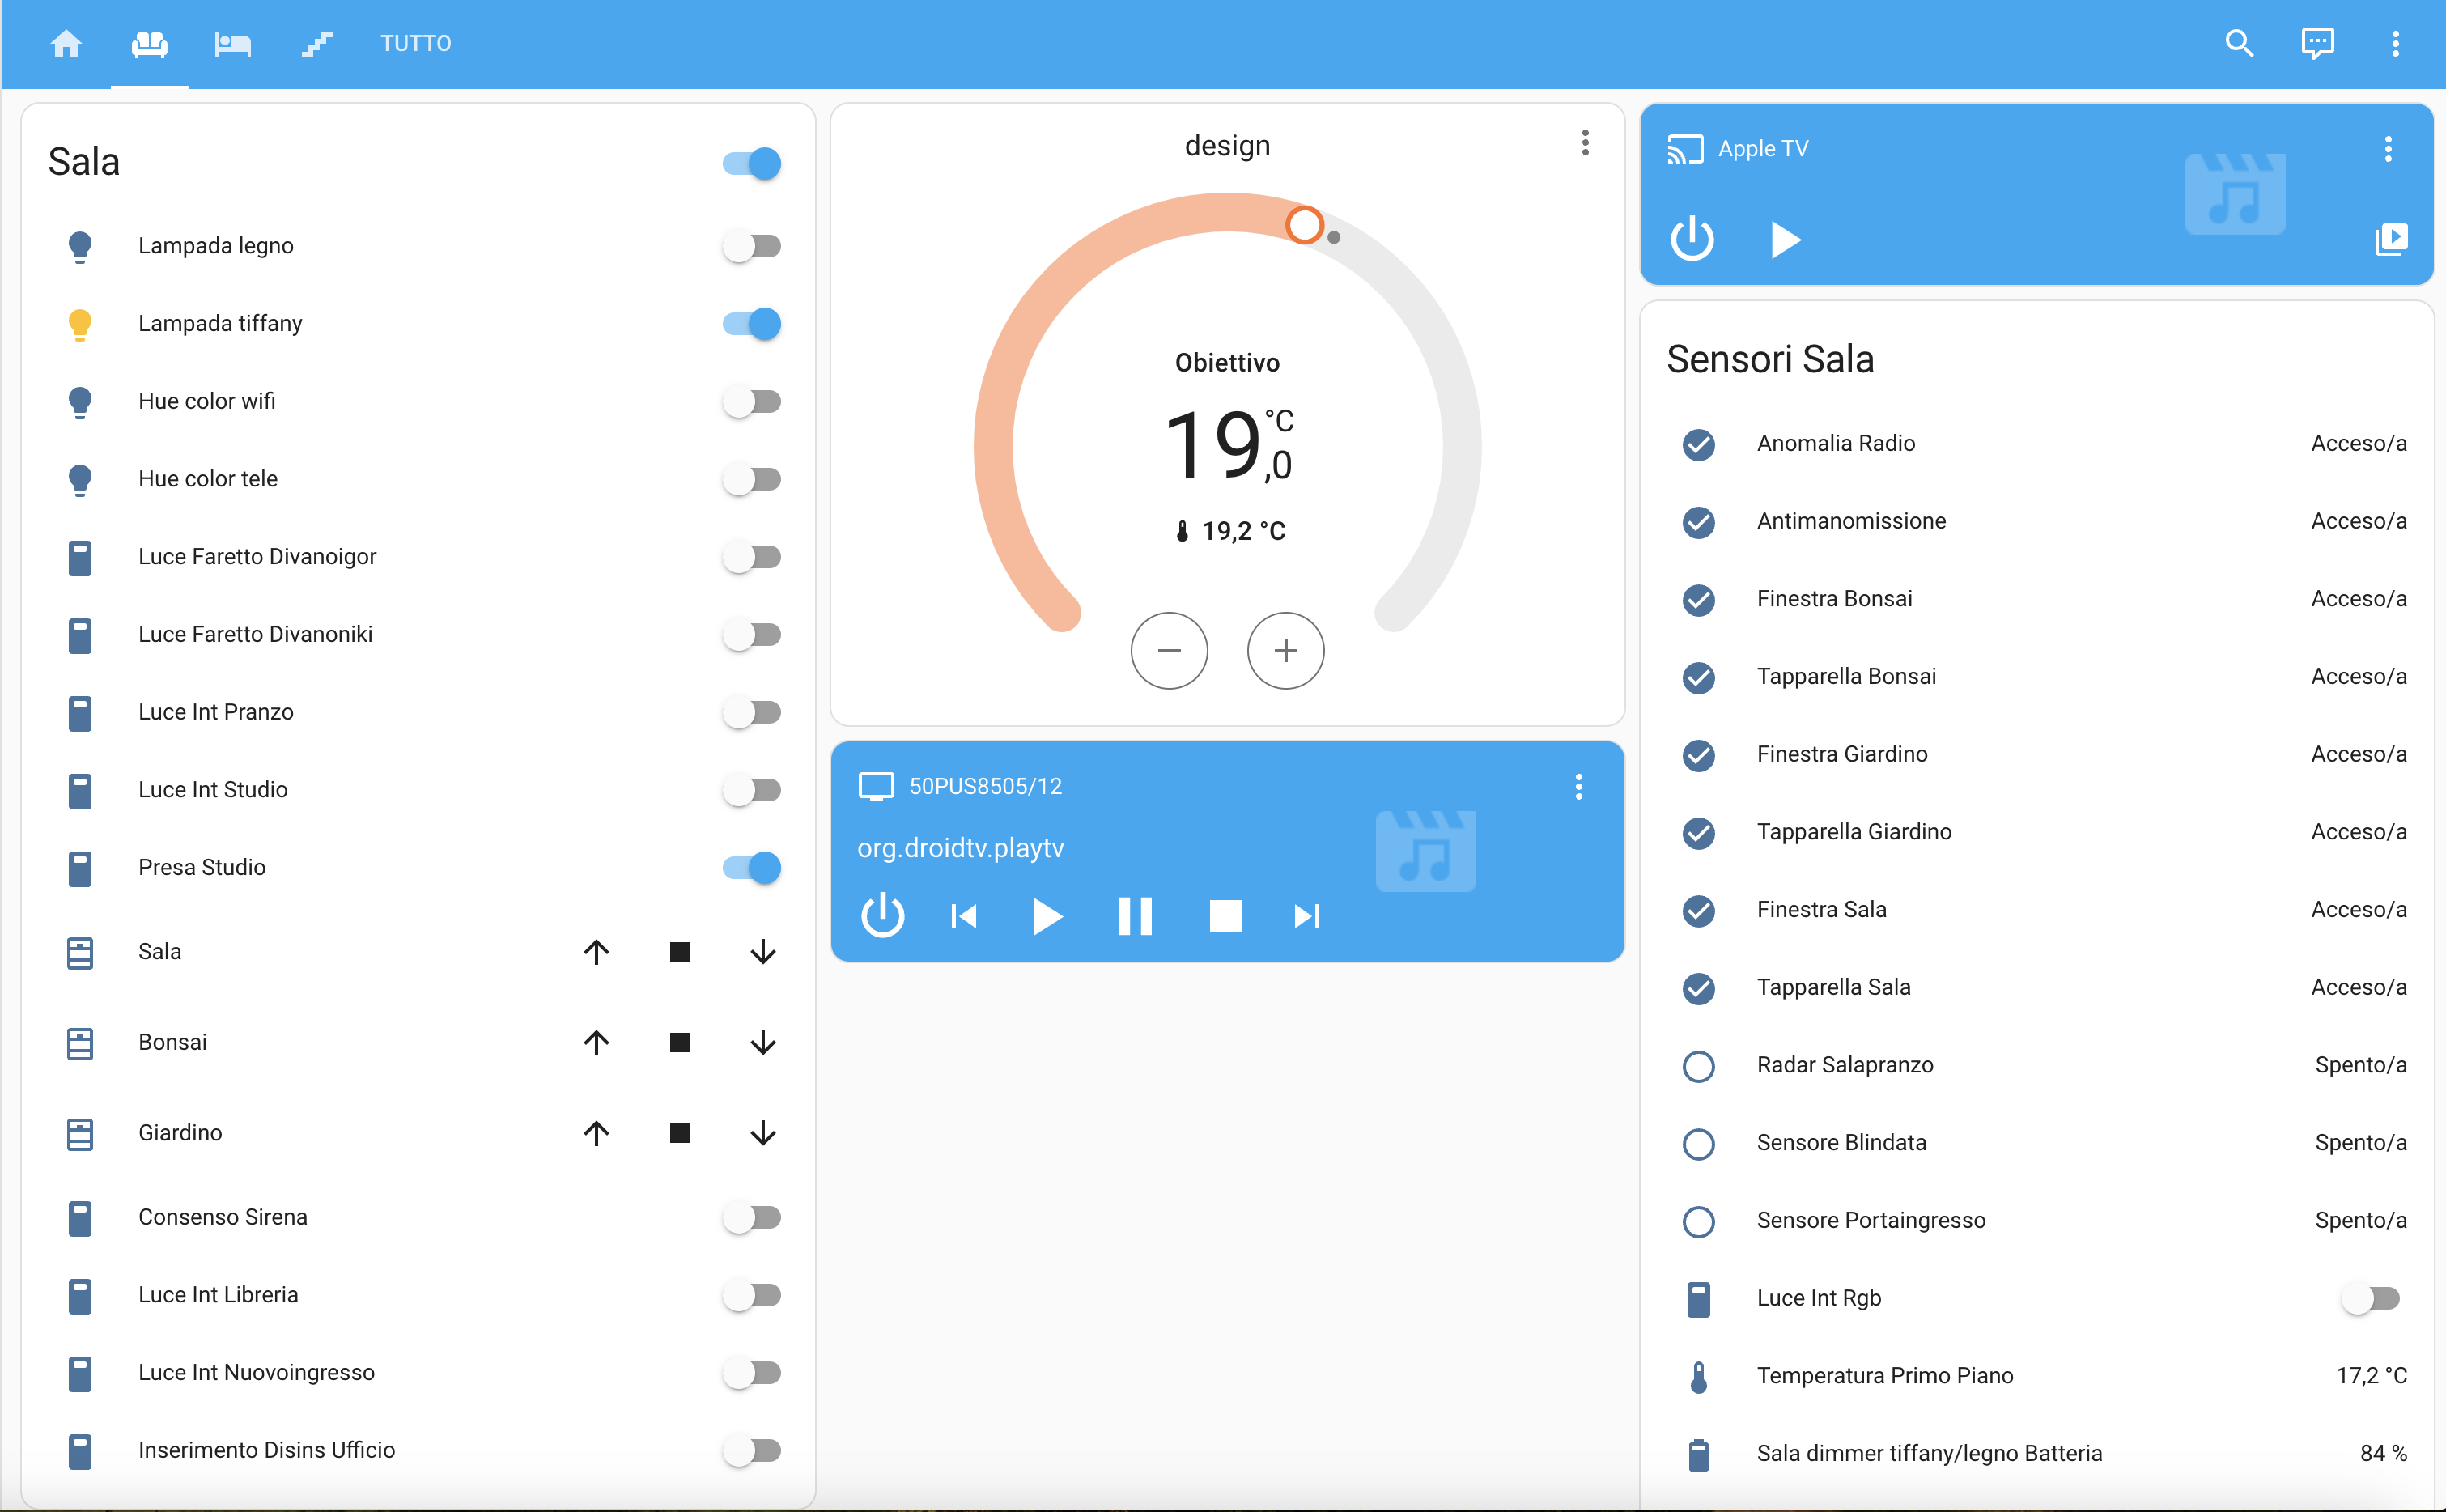 TUTTO
Sala
Lampada legno
Lampada tiffany
Hue color wifi
Hue color tele
Luce Faretto Divanoigor
Luce Faretto Divanoniki
Luce Int Pranzo
Luce Int Studio
Presa Studio
Sala
Bonsai
Giardino
Consenso Sirena
Luce Int Libreria
Luce Int Nuovoingresso
Inserimento Disins Ufficio
design
Obiettivo
19,0 °C
19,2 °C
50PUS8505/12
org.droidtv.playtv
Apple TV
Sensori Sala
Anomalia Radio Acceso/a
Antimanomissione Acceso/a
Finestra Bonsai Acceso/a
Tapparella Bonsai Acceso/a
Finestra Giardino Acceso/a
Tapparella Giardino Acceso/a
Finestra Sala Acceso/a
Tapparella Sala Acceso/a
Radar Salapranzo Spento/a
Sensore Blindata Spento/a
Sensore Portaingresso Spento/a
Luce Int Rgb
Temperatura Primo Piano 17,2 °C
Sala dimmer tiffany/legno Batteria 84 %